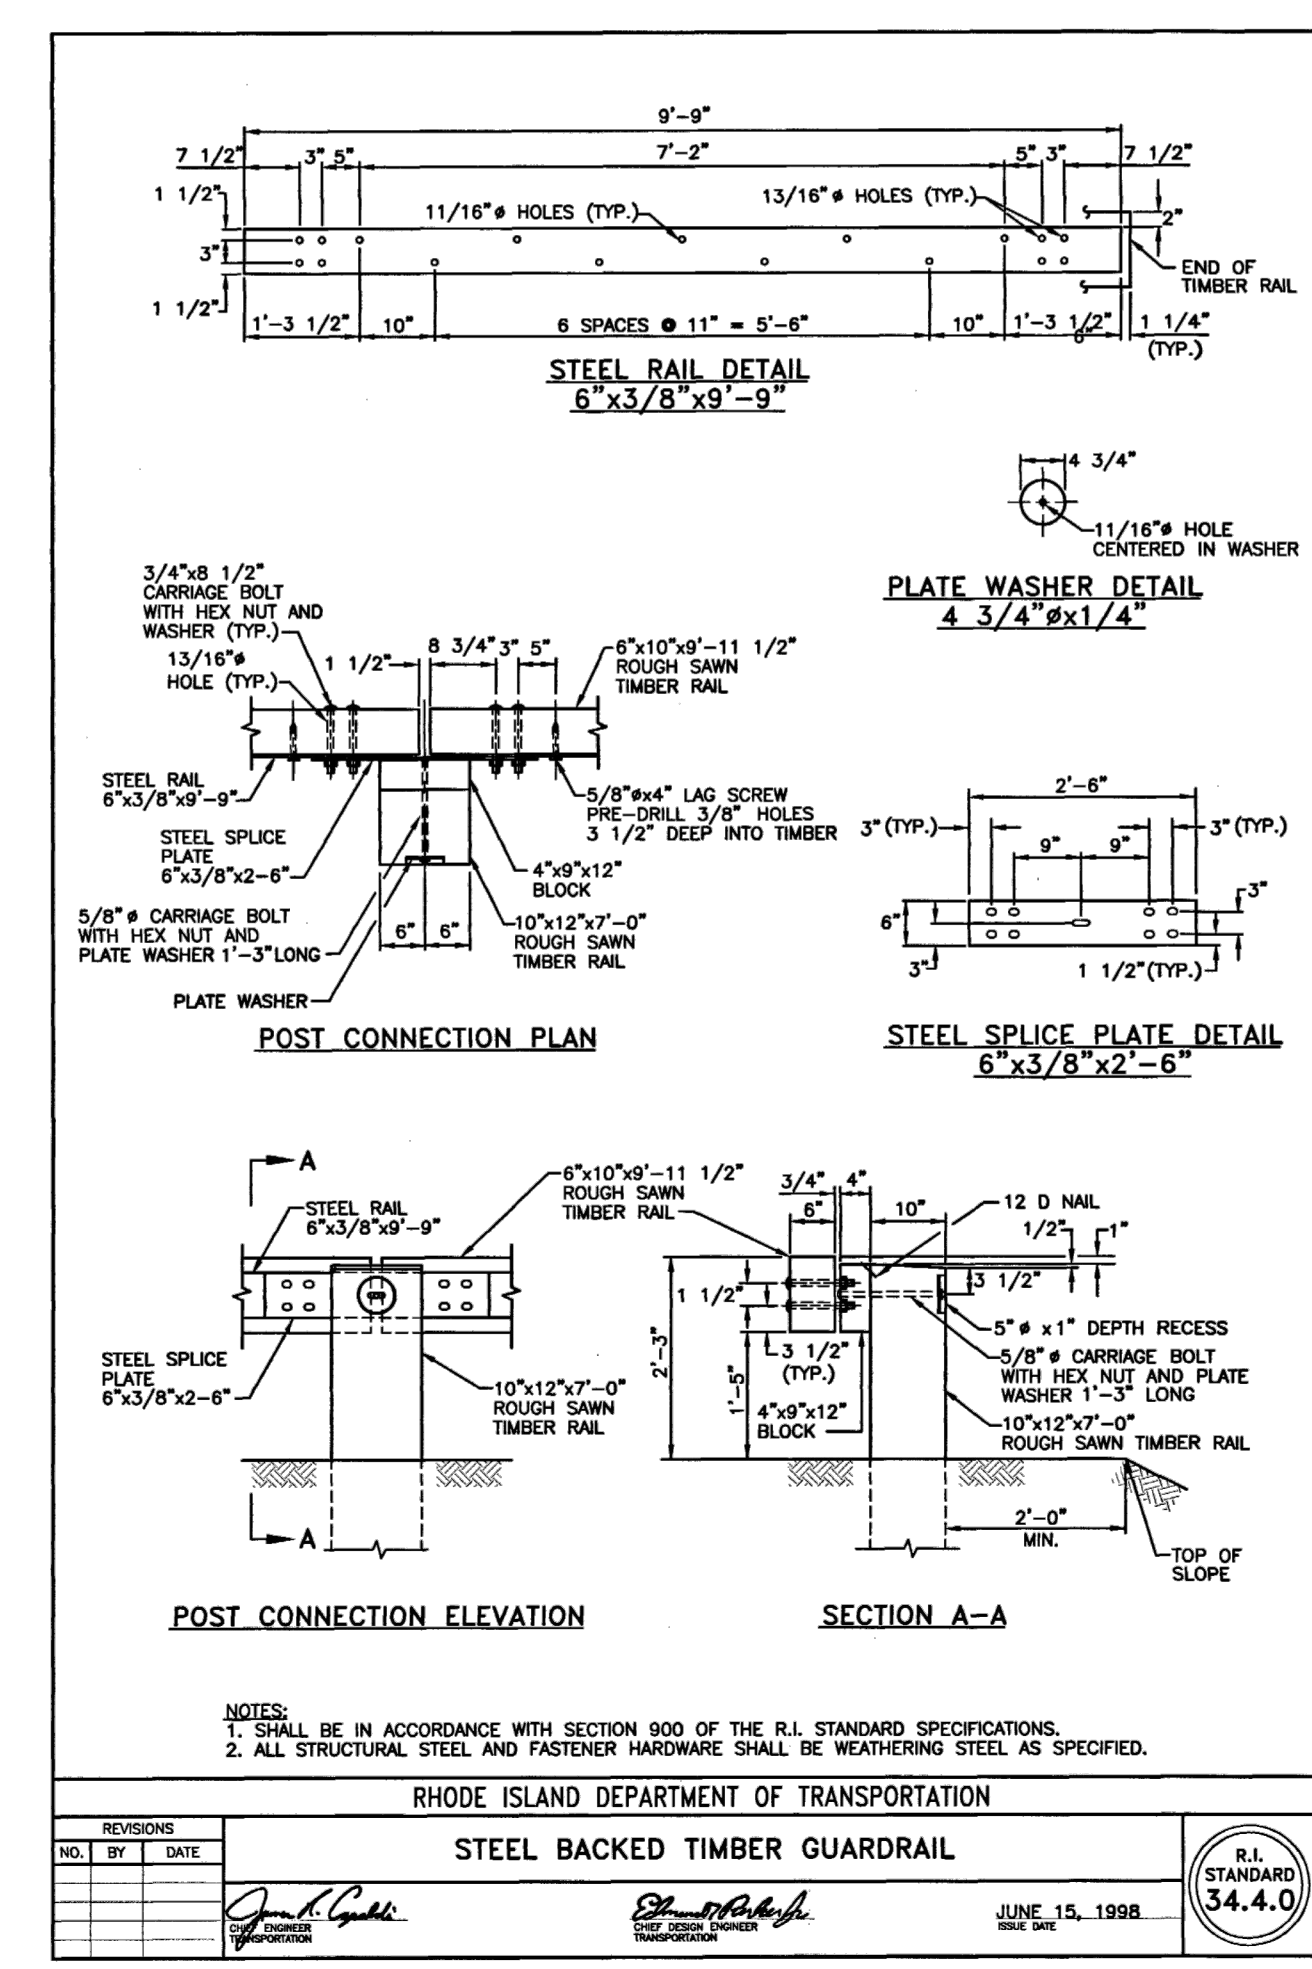 9'-9"
7 1/2" 3" 5" 7'-2" 5" 3" 7 1/2"
1 1/2"
11/16"ø HOLES (TYP.)
13/16"ø HOLES (TYP.)
2"
3"
END OF
TIMBER RAIL
1 1/2"
1'-3 1/2" 10" 6 SPACES @ 11" = 5'-6" 10" 1'-3 1/2" 1 1/4"
6"
(TYP.)
STEEL RAIL DETAIL
6"x3/8"x9'-9"
4 3/4"
11/16"ø HOLE
CENTERED IN WASHER
PLATE WASHER DETAIL
4 3/4"øx1/4"
3/4"x8 1/2"
CARRIAGE BOLT
WITH HEX NUT AND
WASHER (TYP.)
13/16"ø
HOLE (TYP.)
1 1/2"
8 3/4" 3" 5"
6"x10"x9'-11 1/2"
ROUGH SAWN
TIMBER RAIL
STEEL RAIL
6"x3/8"x9'-9"
STEEL SPLICE
PLATE
6"x3/8"x2-6"
5/8"øx4" LAG SCREW
PRE-DRILL 3/8" HOLES
3 1/2" DEEP INTO TIMBER
4"x9"x12"
BLOCK
5/8" ø CARRIAGE BOLT
WITH HEX NUT AND
PLATE WASHER 1'-3"LONG
6" 6"
10"x12"x7'-0"
ROUGH SAWN
TIMBER RAIL
PLATE WASHER
POST CONNECTION PLAN
2'-6"
3"(TYP.) 3"(TYP.)
9" 9"
3"
6"
3"
1 1/2"(TYP.)
STEEL SPLICE PLATE DETAIL
6"x3/8"x2'-6"
A
STEEL RAIL
6"x3/8"x9'-9"
6"x10"x9'-11 1/2"
ROUGH SAWN
TIMBER RAIL
STEEL SPLICE
PLATE
6"x3/8"x2-6"
10"x12"x7'-0"
ROUGH SAWN
TIMBER RAIL
A
POST CONNECTION ELEVATION
3/4" 4"
6" 10"
12 D NAIL
1/2" 1"
1 1/2"
3 1/2"
2'-3"
3 1/2"
(TYP.)
1'-5"
4"x9"x12"
BLOCK
5"ø x1" DEPTH RECESS
5/8"ø CARRIAGE BOLT
WITH HEX NUT AND PLATE
WASHER 1'-3" LONG
10"x12"x7'-0"
ROUGH SAWN TIMBER RAIL
2'-0"
MIN.
TOP OF
SLOPE
SECTION A-A
NOTES:
1. SHALL BE IN ACCORDANCE WITH SECTION 900 OF THE R.I. STANDARD SPECIFICATIONS.
2. ALL STRUCTURAL STEEL AND FASTENER HARDWARE SHALL BE WEATHERING STEEL AS SPECIFIED.
RHODE ISLAND DEPARTMENT OF TRANSPORTATION
REVISIONS
NO. BY DATE
STEEL BACKED TIMBER GUARDRAIL
CHIEF ENGINEER
TRANSPORTATION
CHIEF DESIGN ENGINEER
TRANSPORTATION
JUNE 15, 1998
ISSUE DATE
R.I.
STANDARD
34.4.0